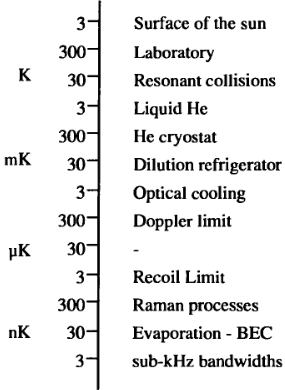 3 Surface of the sun
300 Laboratory
K 30 Resonant collisions
3 Liquid He
300 He cryostat
mK 30 Dilution refrigerator
3 Optical cooling
300 Doppler limit
μK 30 -
3 Recoil Limit
300 Raman processes
nK 30 Evaporation - BEC
3 sub-kHz bandwidths